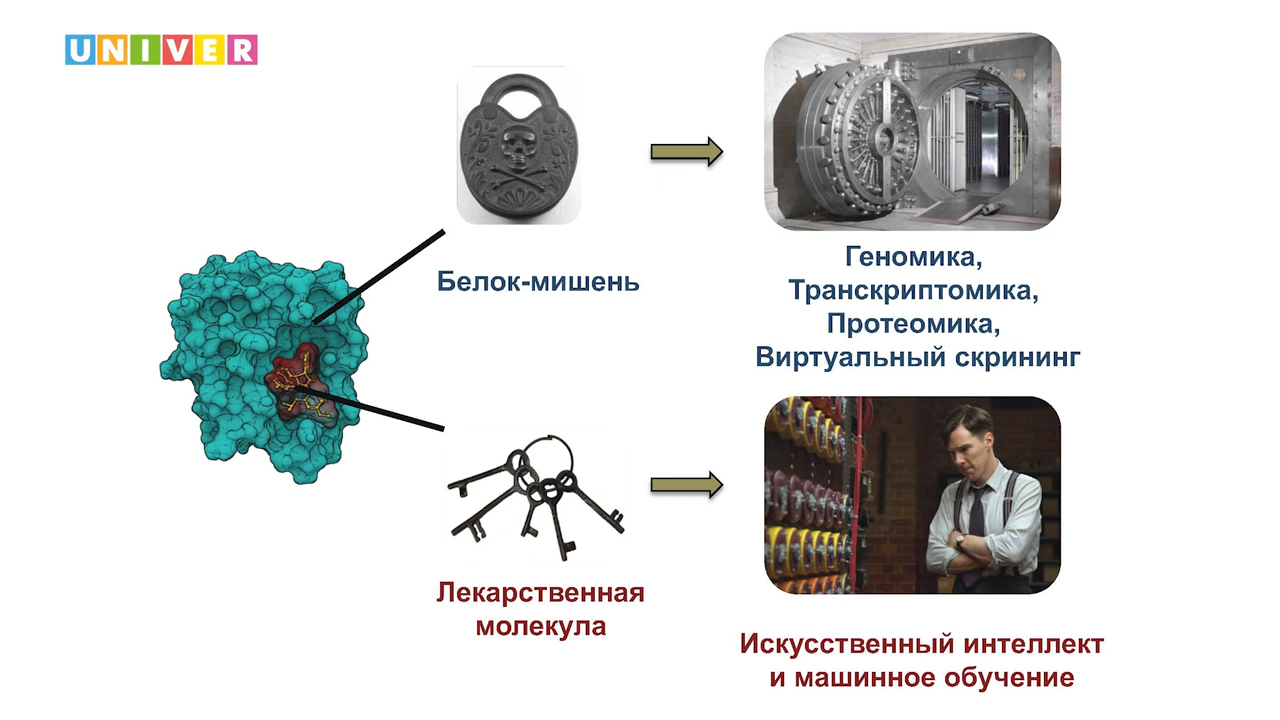 UNIVER
Белок-мишень
Геномика,
Транскриптомика,
Протеомика,
Виртуальный скрининг
Лекарственная
молекула
Искусственный интеллект
и машинное обучение